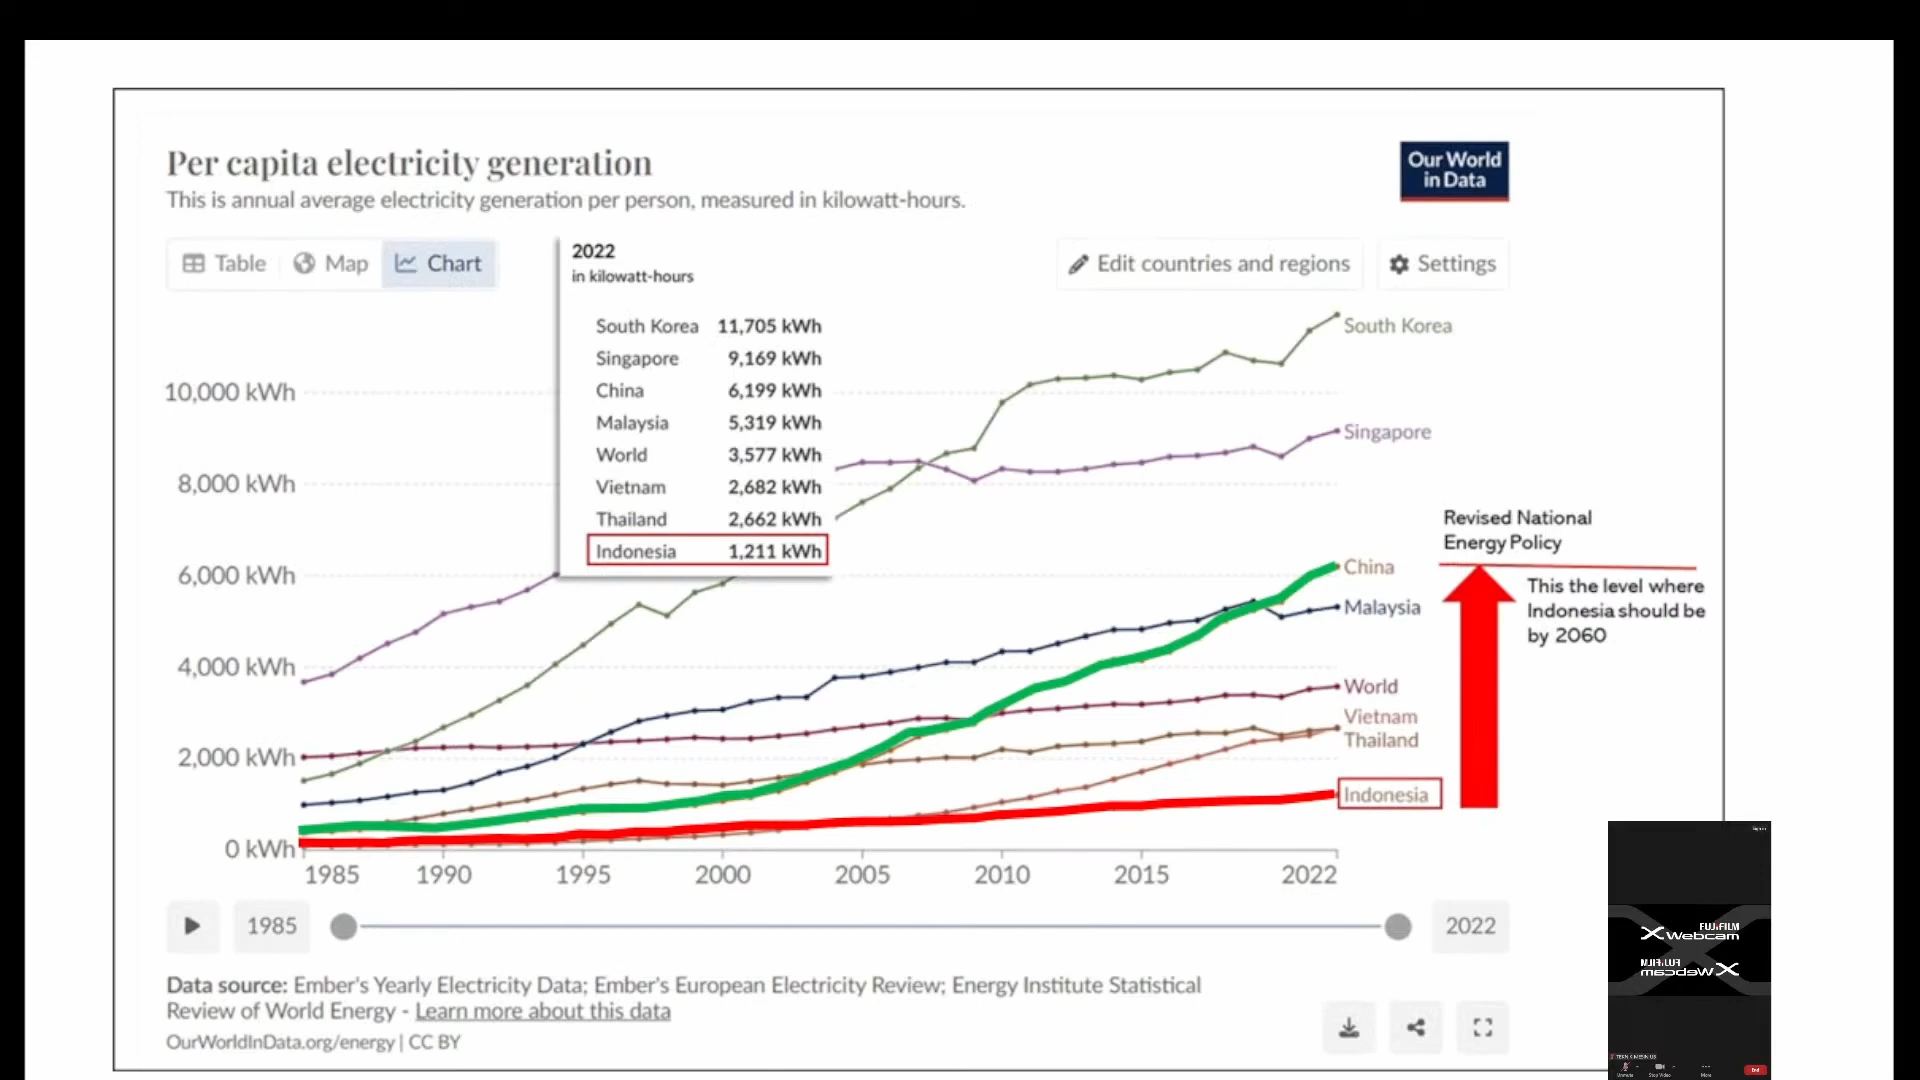 Per capita electricity generation
This is annual average electricity generation per person, measured in kilowatt-hours.
Our World
in Data
Table
Map
Chart
2022
in kilowatt-hours
South Korea 11,705 kWh
Singapore 9,169 kWh
China 6,199 kWh
Malaysia 5,319 kWh
World 3,577 kWh
Vietnam 2,682 kWh
Thailand 2,662 kWh
Indonesia 1,211 kWh
Edit countries and regions
Settings
10,000 kWh
8,000 kWh
6,000 kWh
4,000 kWh
2,000 kWh
0 kWh
South Korea
Singapore
China
Malaysia
World
Vietnam
Thailand
Indonesia
Revised National
Energy Policy
This the level where
Indonesia should be
by 2060
1985 1990 1995 2000 2005 2010 2015 2022
1985
2022
Data source: Ember's Yearly Electricity Data; Ember's European Electricity Review; Energy Institute Statistical
Review of World Energy - Learn more about this data
OurWorldInData.org/energy | CC BY
FUJIFILM
X Webcam
FUJIFILM
X Webcam
Unmute
Stop Video
More
End